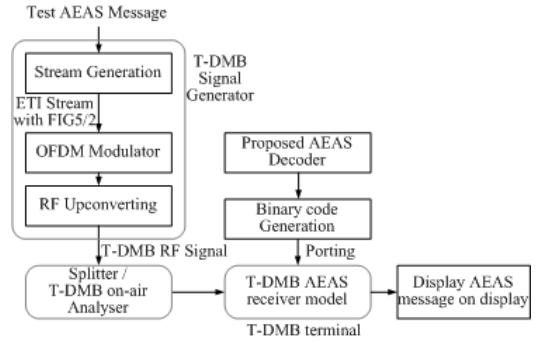 Test AEAS Message
Stream Generation
T-DMB
Signal
Generator
ETI Stream
with FIG5/2
OFDM Modulator
RF Upconverting
Proposed AEAS
Decoder
Binary code
Generation
T-DMB RF Signal
Porting
Splitter /
T-DMB on-air
Analyser
T-DMB AEAS
receiver model
Display AEAS
message on display
T-DMB terminal